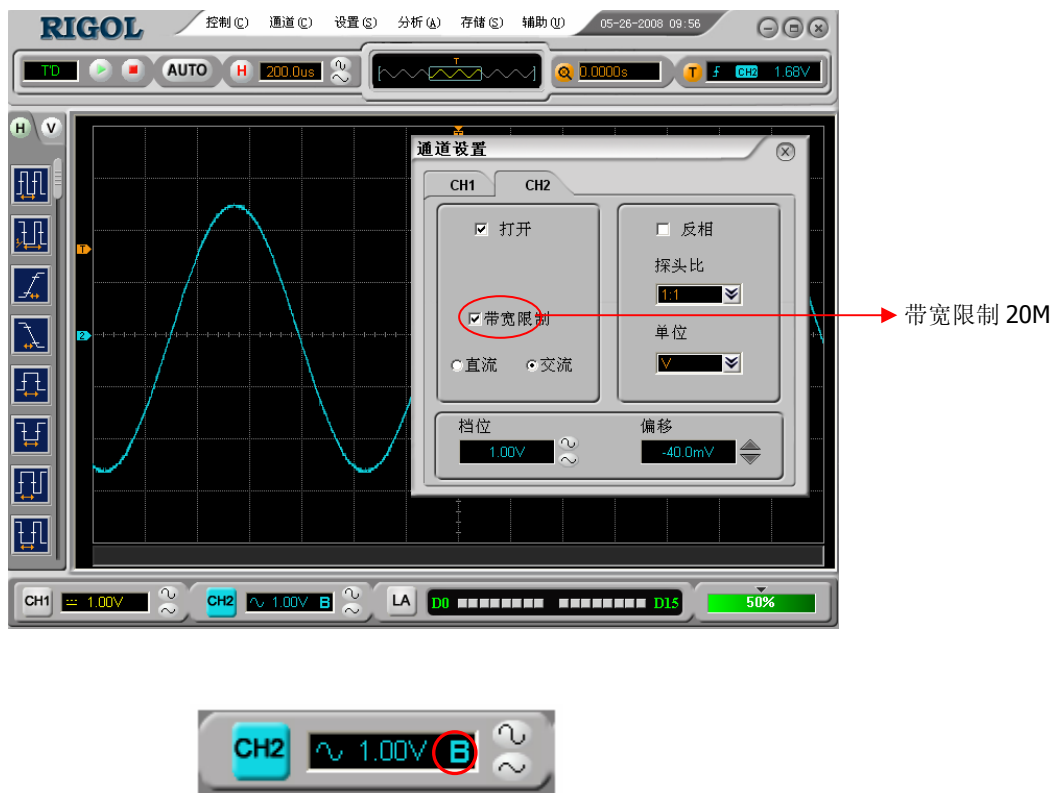 RIGOL 控制(C) 通道(C) 设置(S) 分析(A) 存储(S) 辅助(U) 05-26-2008 09:56
T'D AUTO H 200.0us T 0.0000s T CH2 1.68V
H V
通道设置
CH1 CH2
打开 反相
探头比
1:1
带宽限制 带宽限制 20M
单位
直流 交流 V
档位 偏移
1.00V -40.0mV
T
2
CH1 1.00V CH2 1.00V B LA D0 D15 50%
CH2 1.00V B